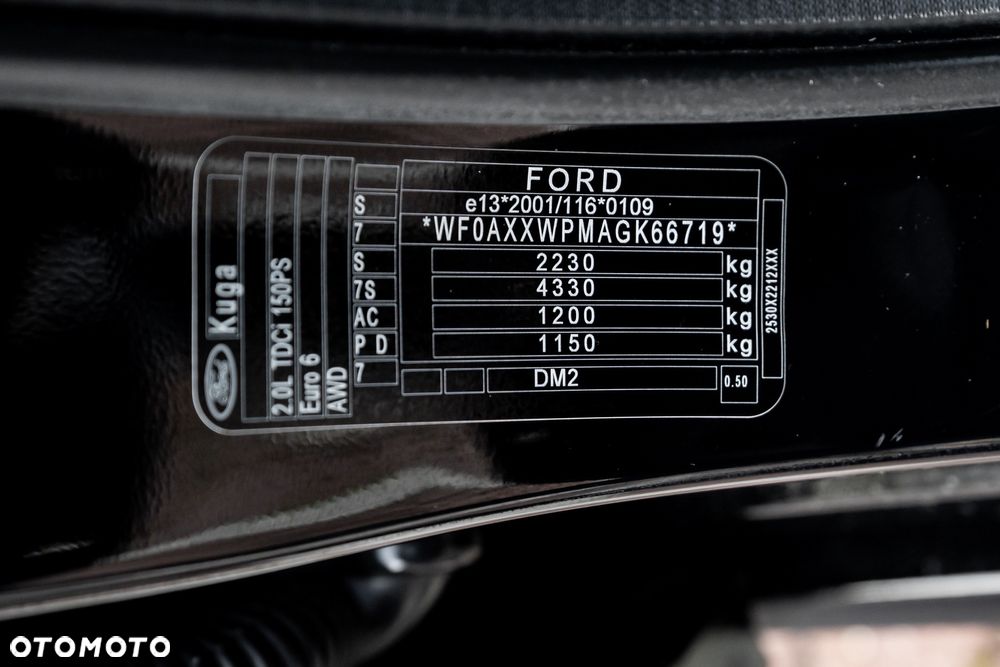 Ford
Kuga
2.0L TDCi 150PS
Euro 6
AWD
S
7
S
7S
AC
P D
7
FORD
e13*2001/116*0109
*WF0AXXWPMAGK66719*
2230 kg
4330 kg
1200 kg
1150 kg
DM2
0.50
2530X2212XXX
OTOMOTO